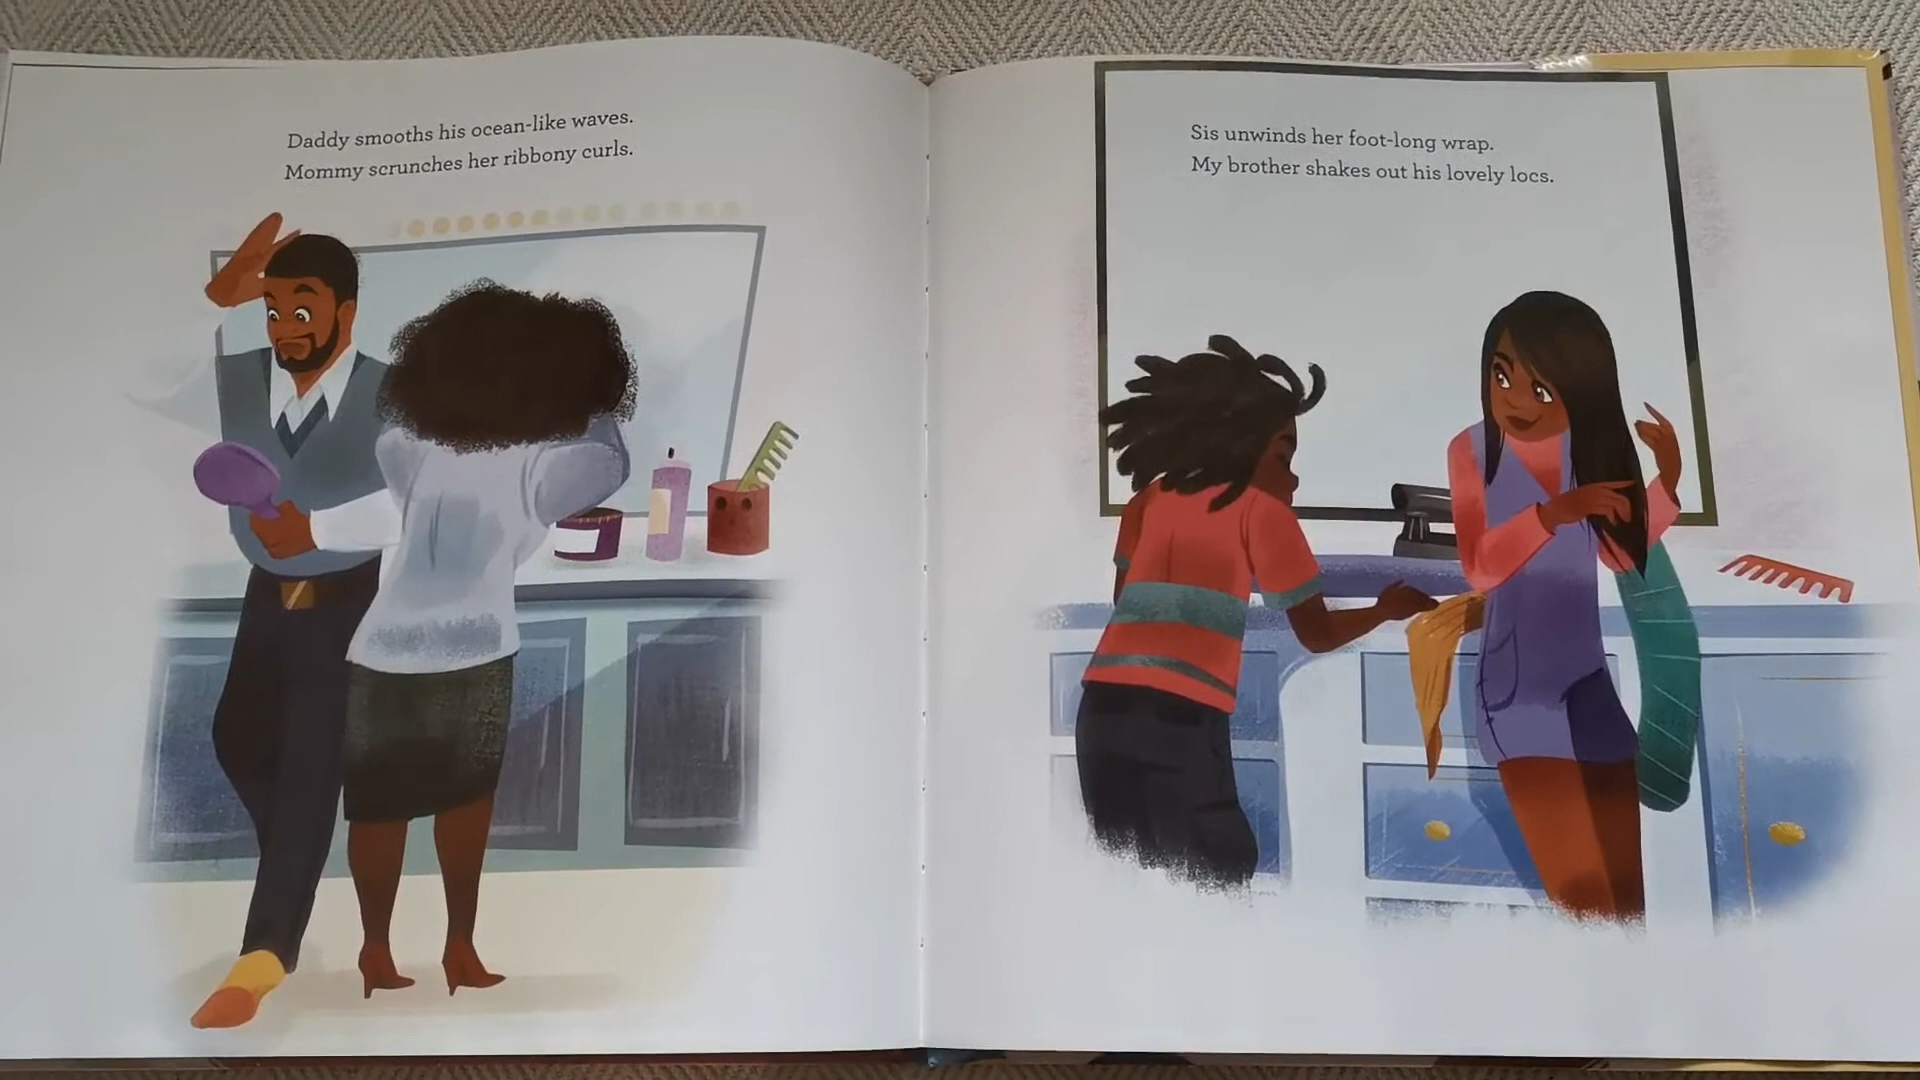 Daddy smooths his ocean-like waves.
Mommy scrunches her ribbony curls.
Sis unwinds her foot-long wrap.
My brother shakes out his lovely locs.